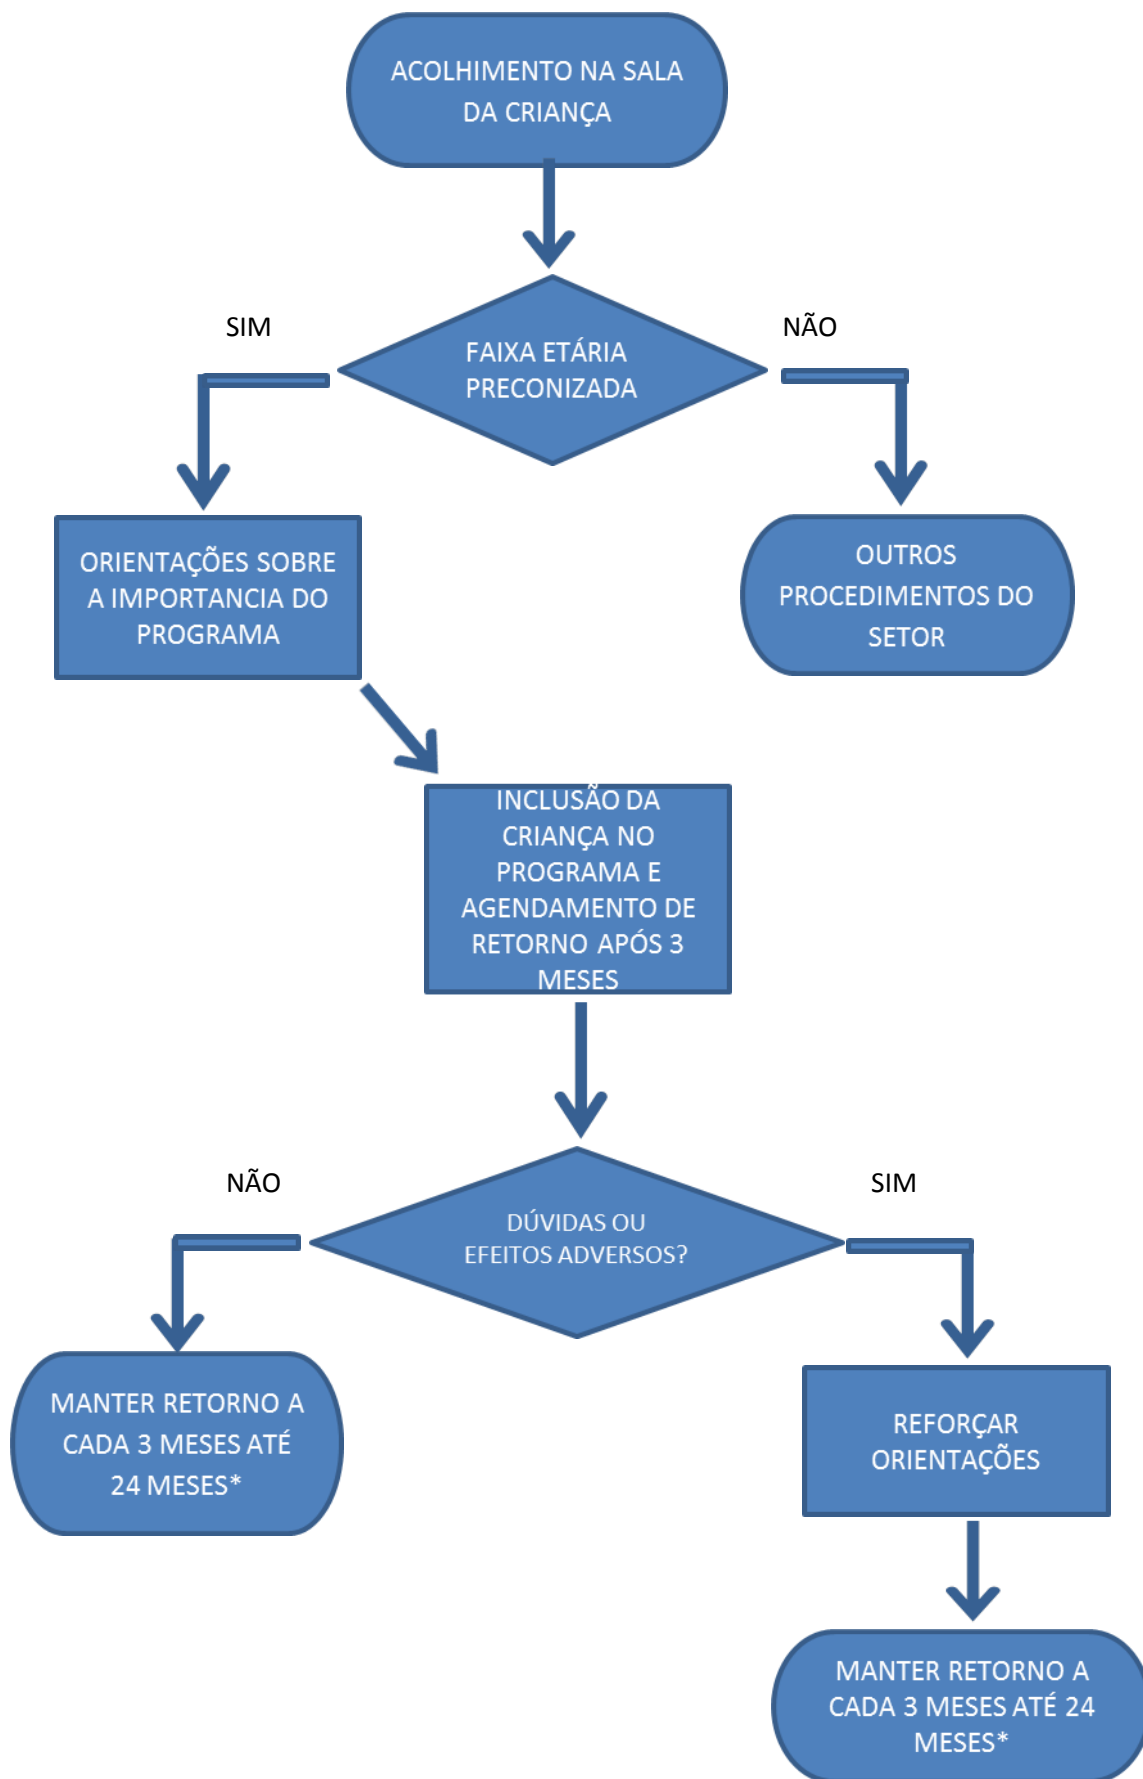 ACOLHIMENTO NA SALA
DA CRIANÇA
SIM
NÃO
FAIXA ETÁRIA
PRECONIZADA
ORIENTAÇÕES SOBRE
A IMPORTANCIA DO
PROGRAMA
OUTROS
PROCEDIMENTOS DO
SETOR
INCLUSÃO DA
CRIANÇA NO
PROGRAMA E
AGENDAMENTO DE
RETORNO APÓS 3
MESES
NÃO
SIM
DÚVIDAS OU
EFEITOS ADVERSOS?
MANTER RETORNO A
CADA 3 MESES ATÉ
24 MESES*
REFORÇAR
ORIENTAÇÕES
MANTER RETORNO A
CADA 3 MESES ATÉ 24
MESES*